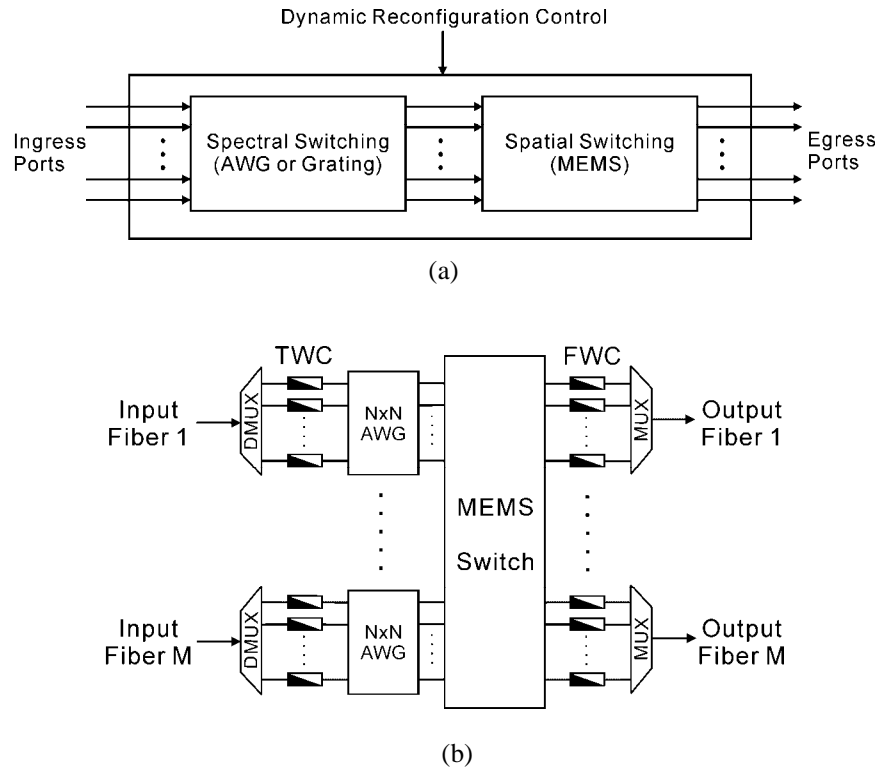 Dynamic Reconfiguration Control
Ingress
Ports
Spectral Switching
(AWG or Grating)
Spatial Switching
(MEMS)
Egress
Ports
(a)
TWC
FWC
Input
Fiber 1
DMUX
NxN
AWG
MUX
Output
Fiber 1
MEMS
Switch
Input
Fiber M
DMUX
NxN
AWG
MUX
Output
Fiber M
(b)